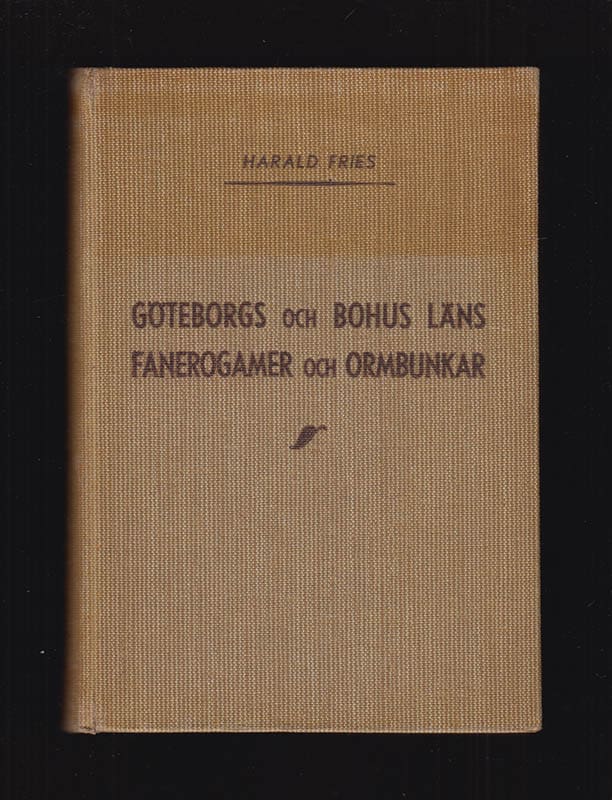 HARALD FRIES
GÖTEBORGS OCH BOHUS LÄNS
FANEROGAMER OCH ORMBUNKAR